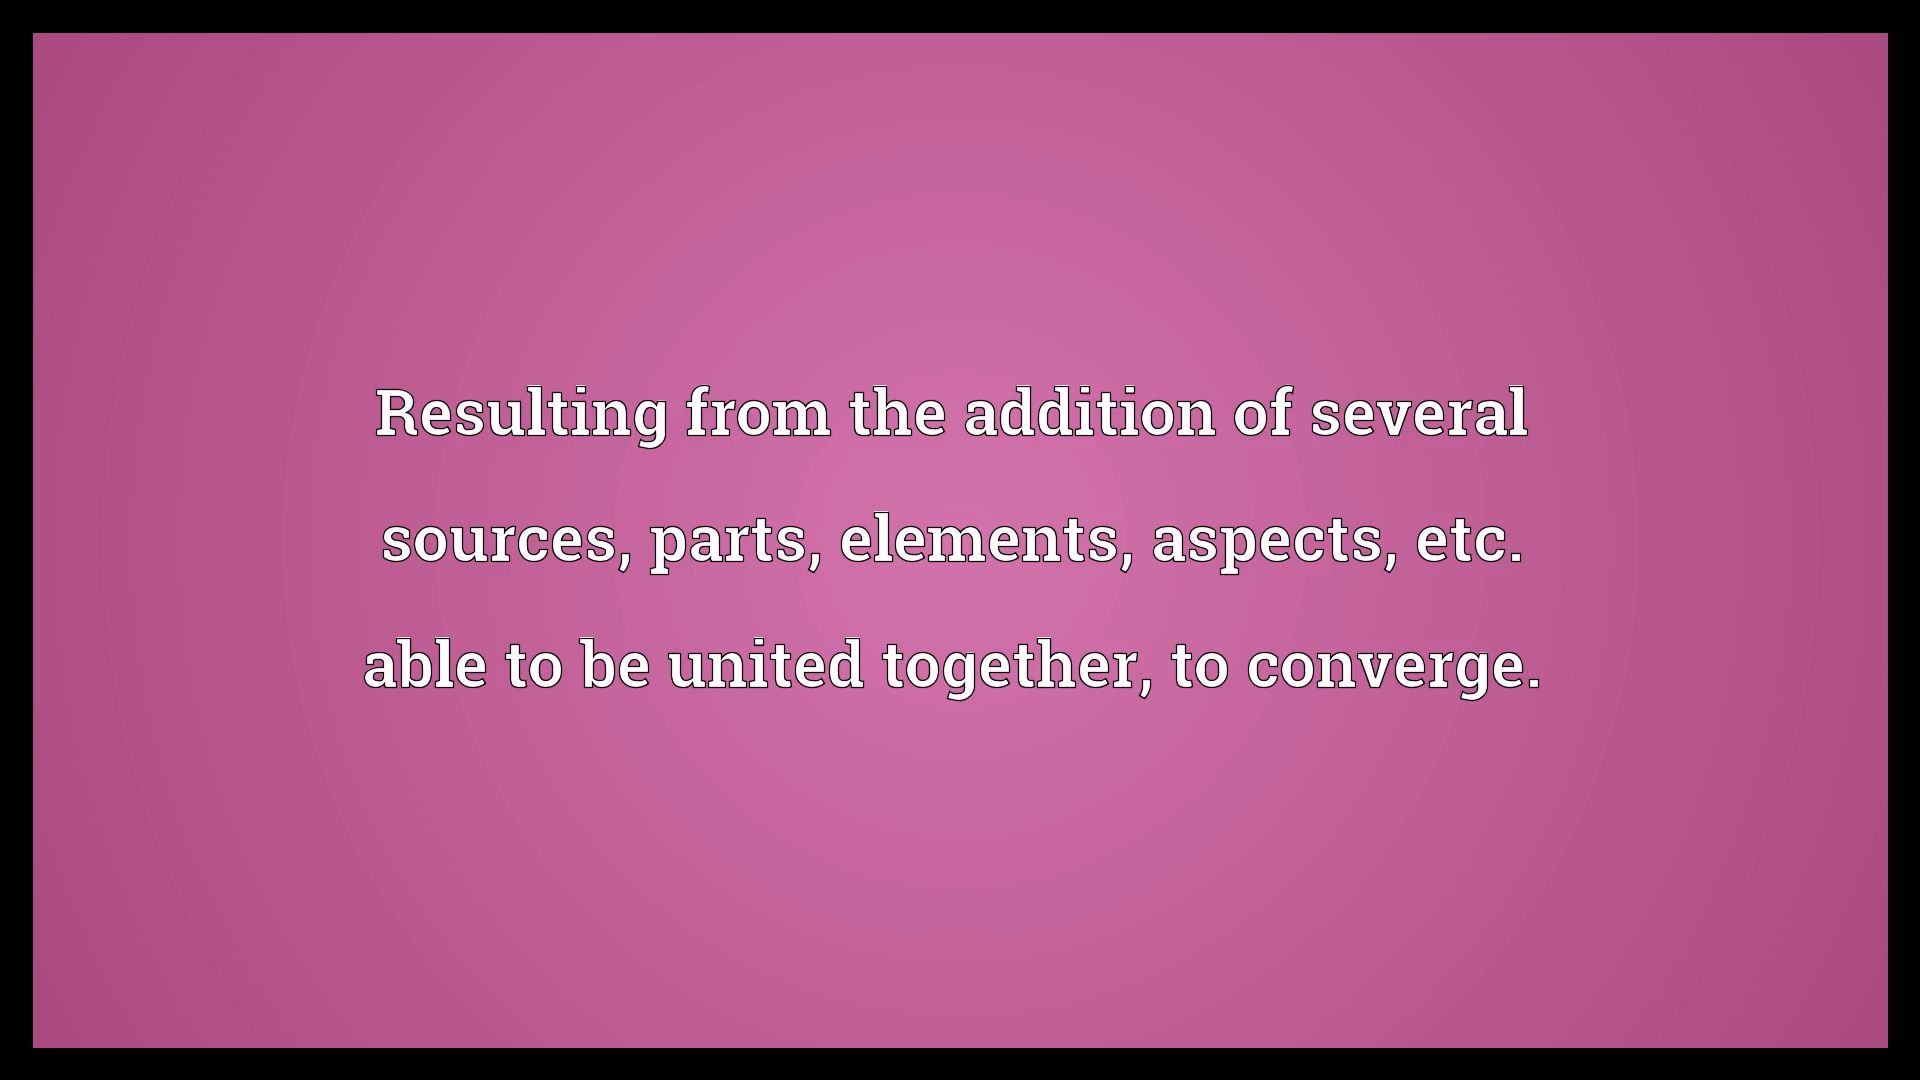 Resulting from the addition of several
sources, parts, elements, aspects, etc.
able to be united together, to converge.